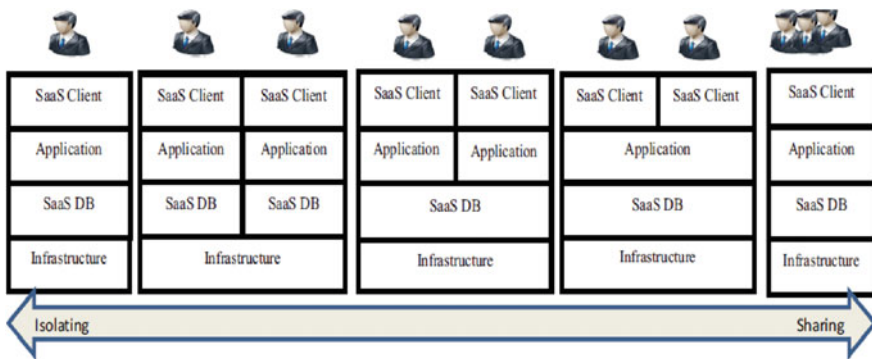 SaaS Client
Application
SaaS DB
Infrastructure
SaaS Client SaaS Client
Application Application
SaaS DB SaaS DB
Infrastructure
SaaS Client SaaS Client
Application Application
SaaS DB
Infrastructure
SaaS Client SaaS Client
Application
SaaS DB
Infrastructure
SaaS Client
Application
SaaS DB
Infrastructure
Isolating Sharing